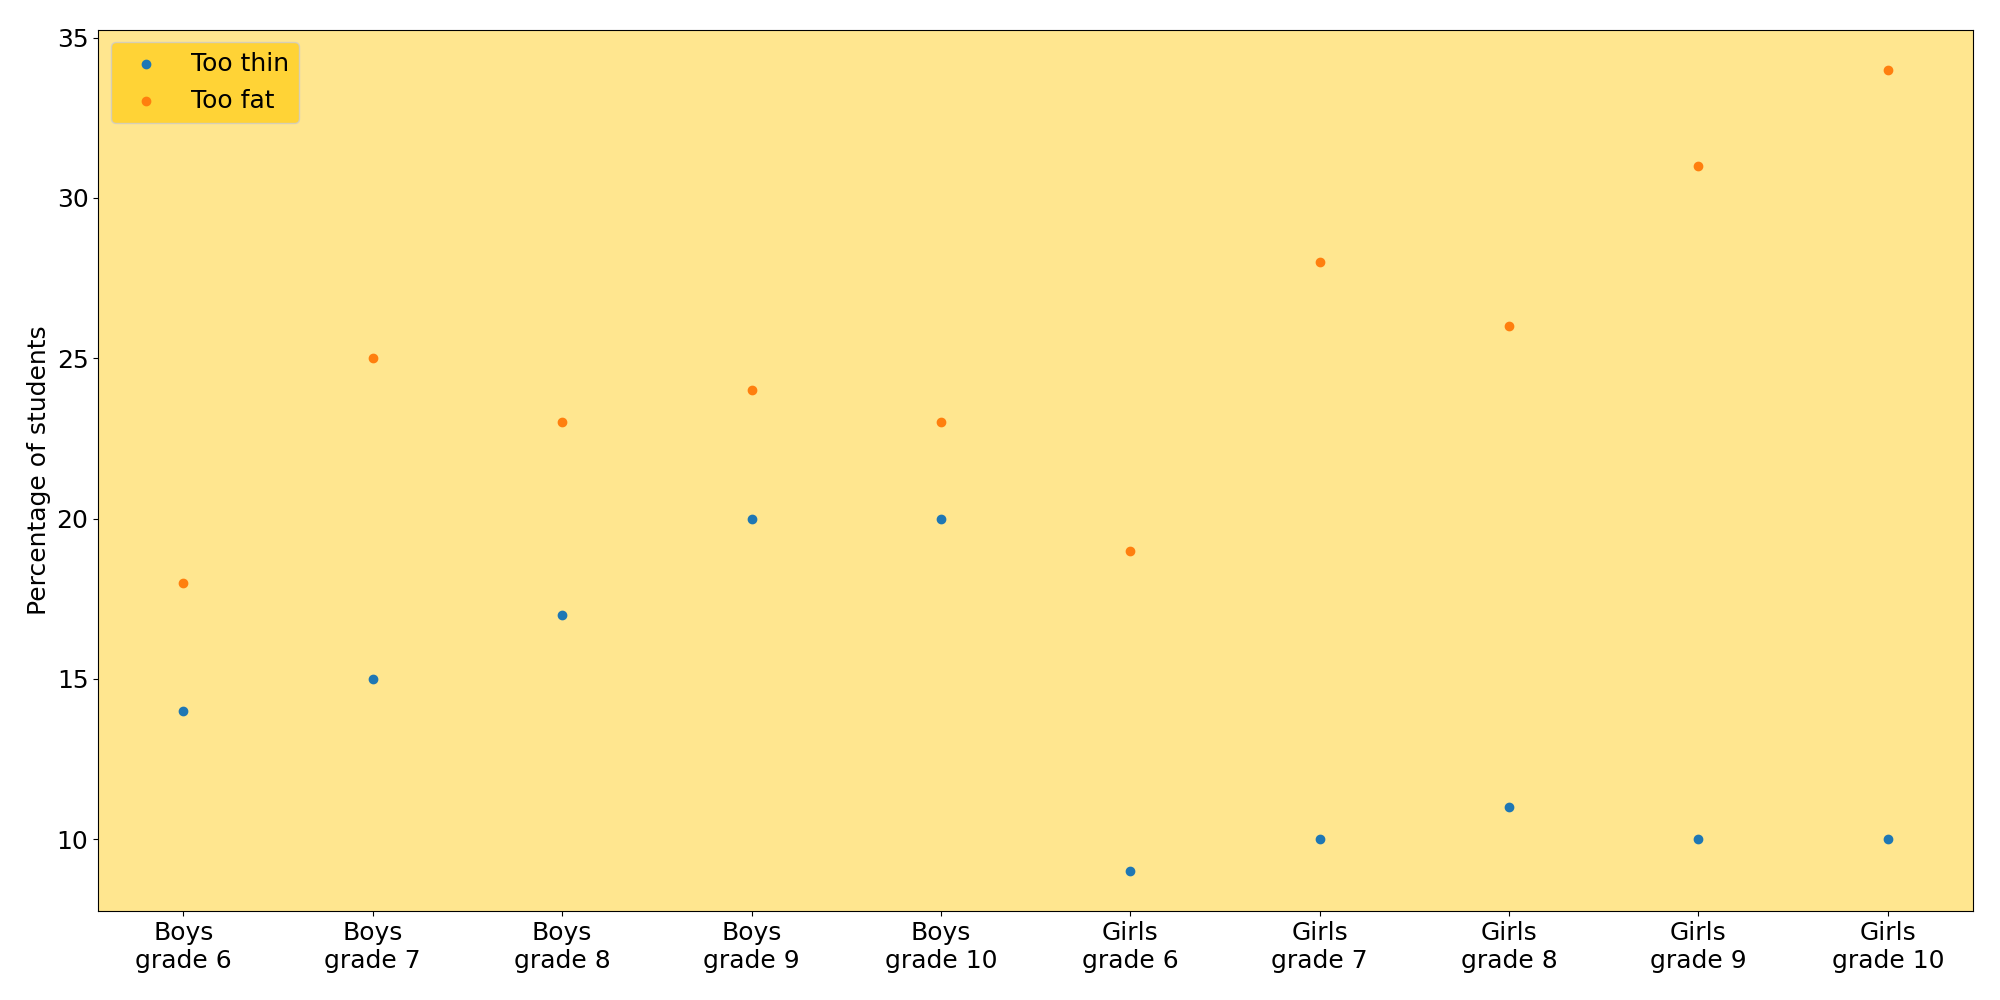 Too thin
Too fat
Percentage of students
35
30
25
20
15
10
Boys
grade 6
Boys
grade 7
Boys
grade 8
Boys
grade 9
Boys
grade 10
Girls
grade 6
Girls
grade 7
Girls
grade 8
Girls
grade 9
Girls
grade 10